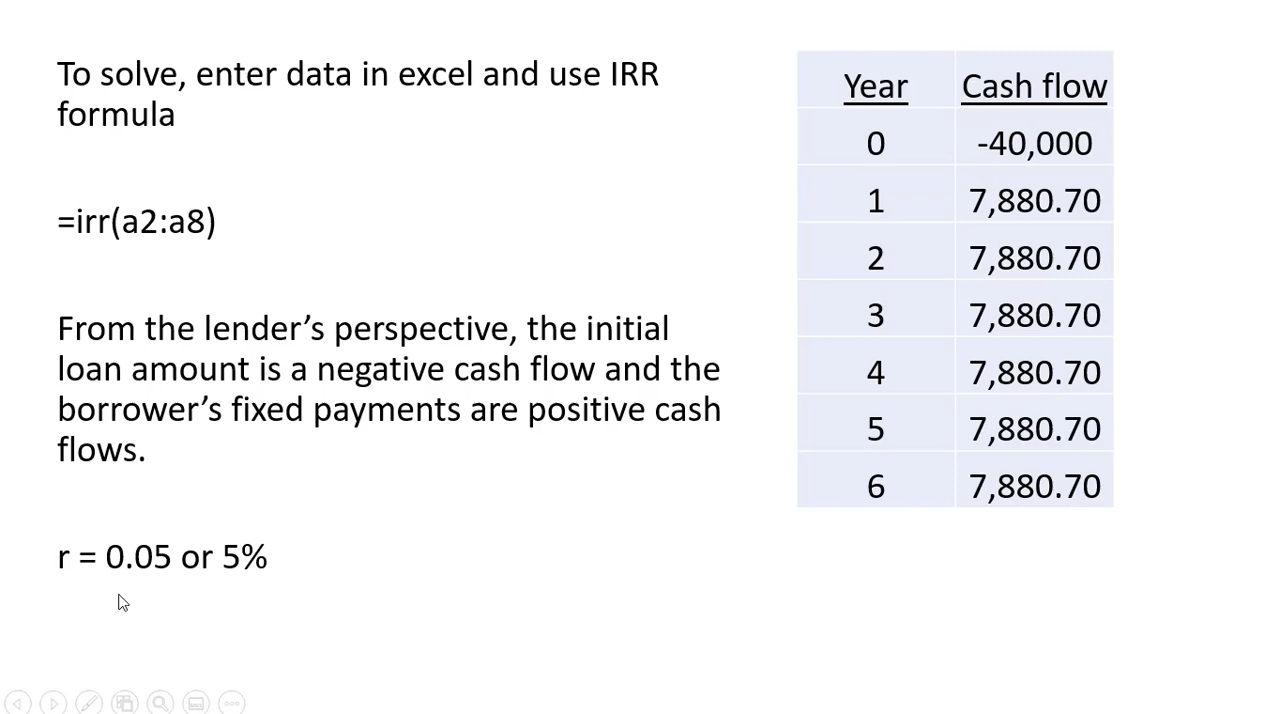 To solve, enter data in excel and use IRR
formula
=irr(a2:a8)
From the lender’s perspective, the initial
loan amount is a negative cash flow and the
borrower’s fixed payments are positive cash
flows.
r = 0.05 or 5%
Year Cash flow
0 -40,000
1 7,880.70
2 7,880.70
3 7,880.70
4 7,880.70
5 7,880.70
6 7,880.70